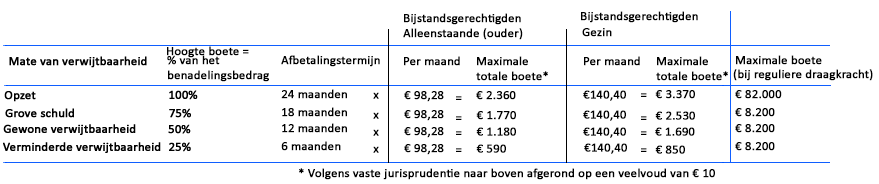 Bijstandsgerechtigden Bijstandsgerechtigden
Alleenstaande (ouder) Gezin
Hoogte boete =
Mate van verwijtbaarheid % van het Afbetalingstermijn Per maand Maximale Per maand Maximale Maximale boete
benadelingsbedrag totale boete* totale boete* (bij reguliere draagkracht)
Opzet 100% 24 maanden x € 98,28 = € 2.360 €140,40 = € 3.370 € 82.000
Grove schuld 75% 18 maanden x € 98,28 = € 1.770 €140,40 = € 2.530 € 8.200
Gewone verwijtbaarheid 50% 12 maanden x € 98,28 = € 1.180 €140,40 = € 1.690 € 8.200
Verminderde verwijtbaarheid 25% 6 maanden x € 98,28 = € 590 €140,40 = € 850 € 8.200
* Volgens vaste jurisprudentie naar boven afgerond op een veelvoud van € 10